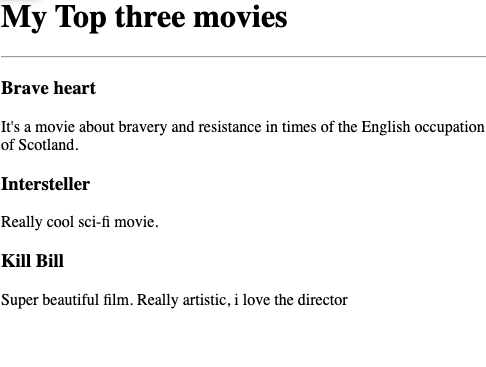 My Top three movies
Brave heart
It's a movie about bravery and resistance in times of the English occupation
of Scotland.
Intersteller
Really cool sci-fi movie.
Kill Bill
Super beautiful film. Really artistic, i love the director